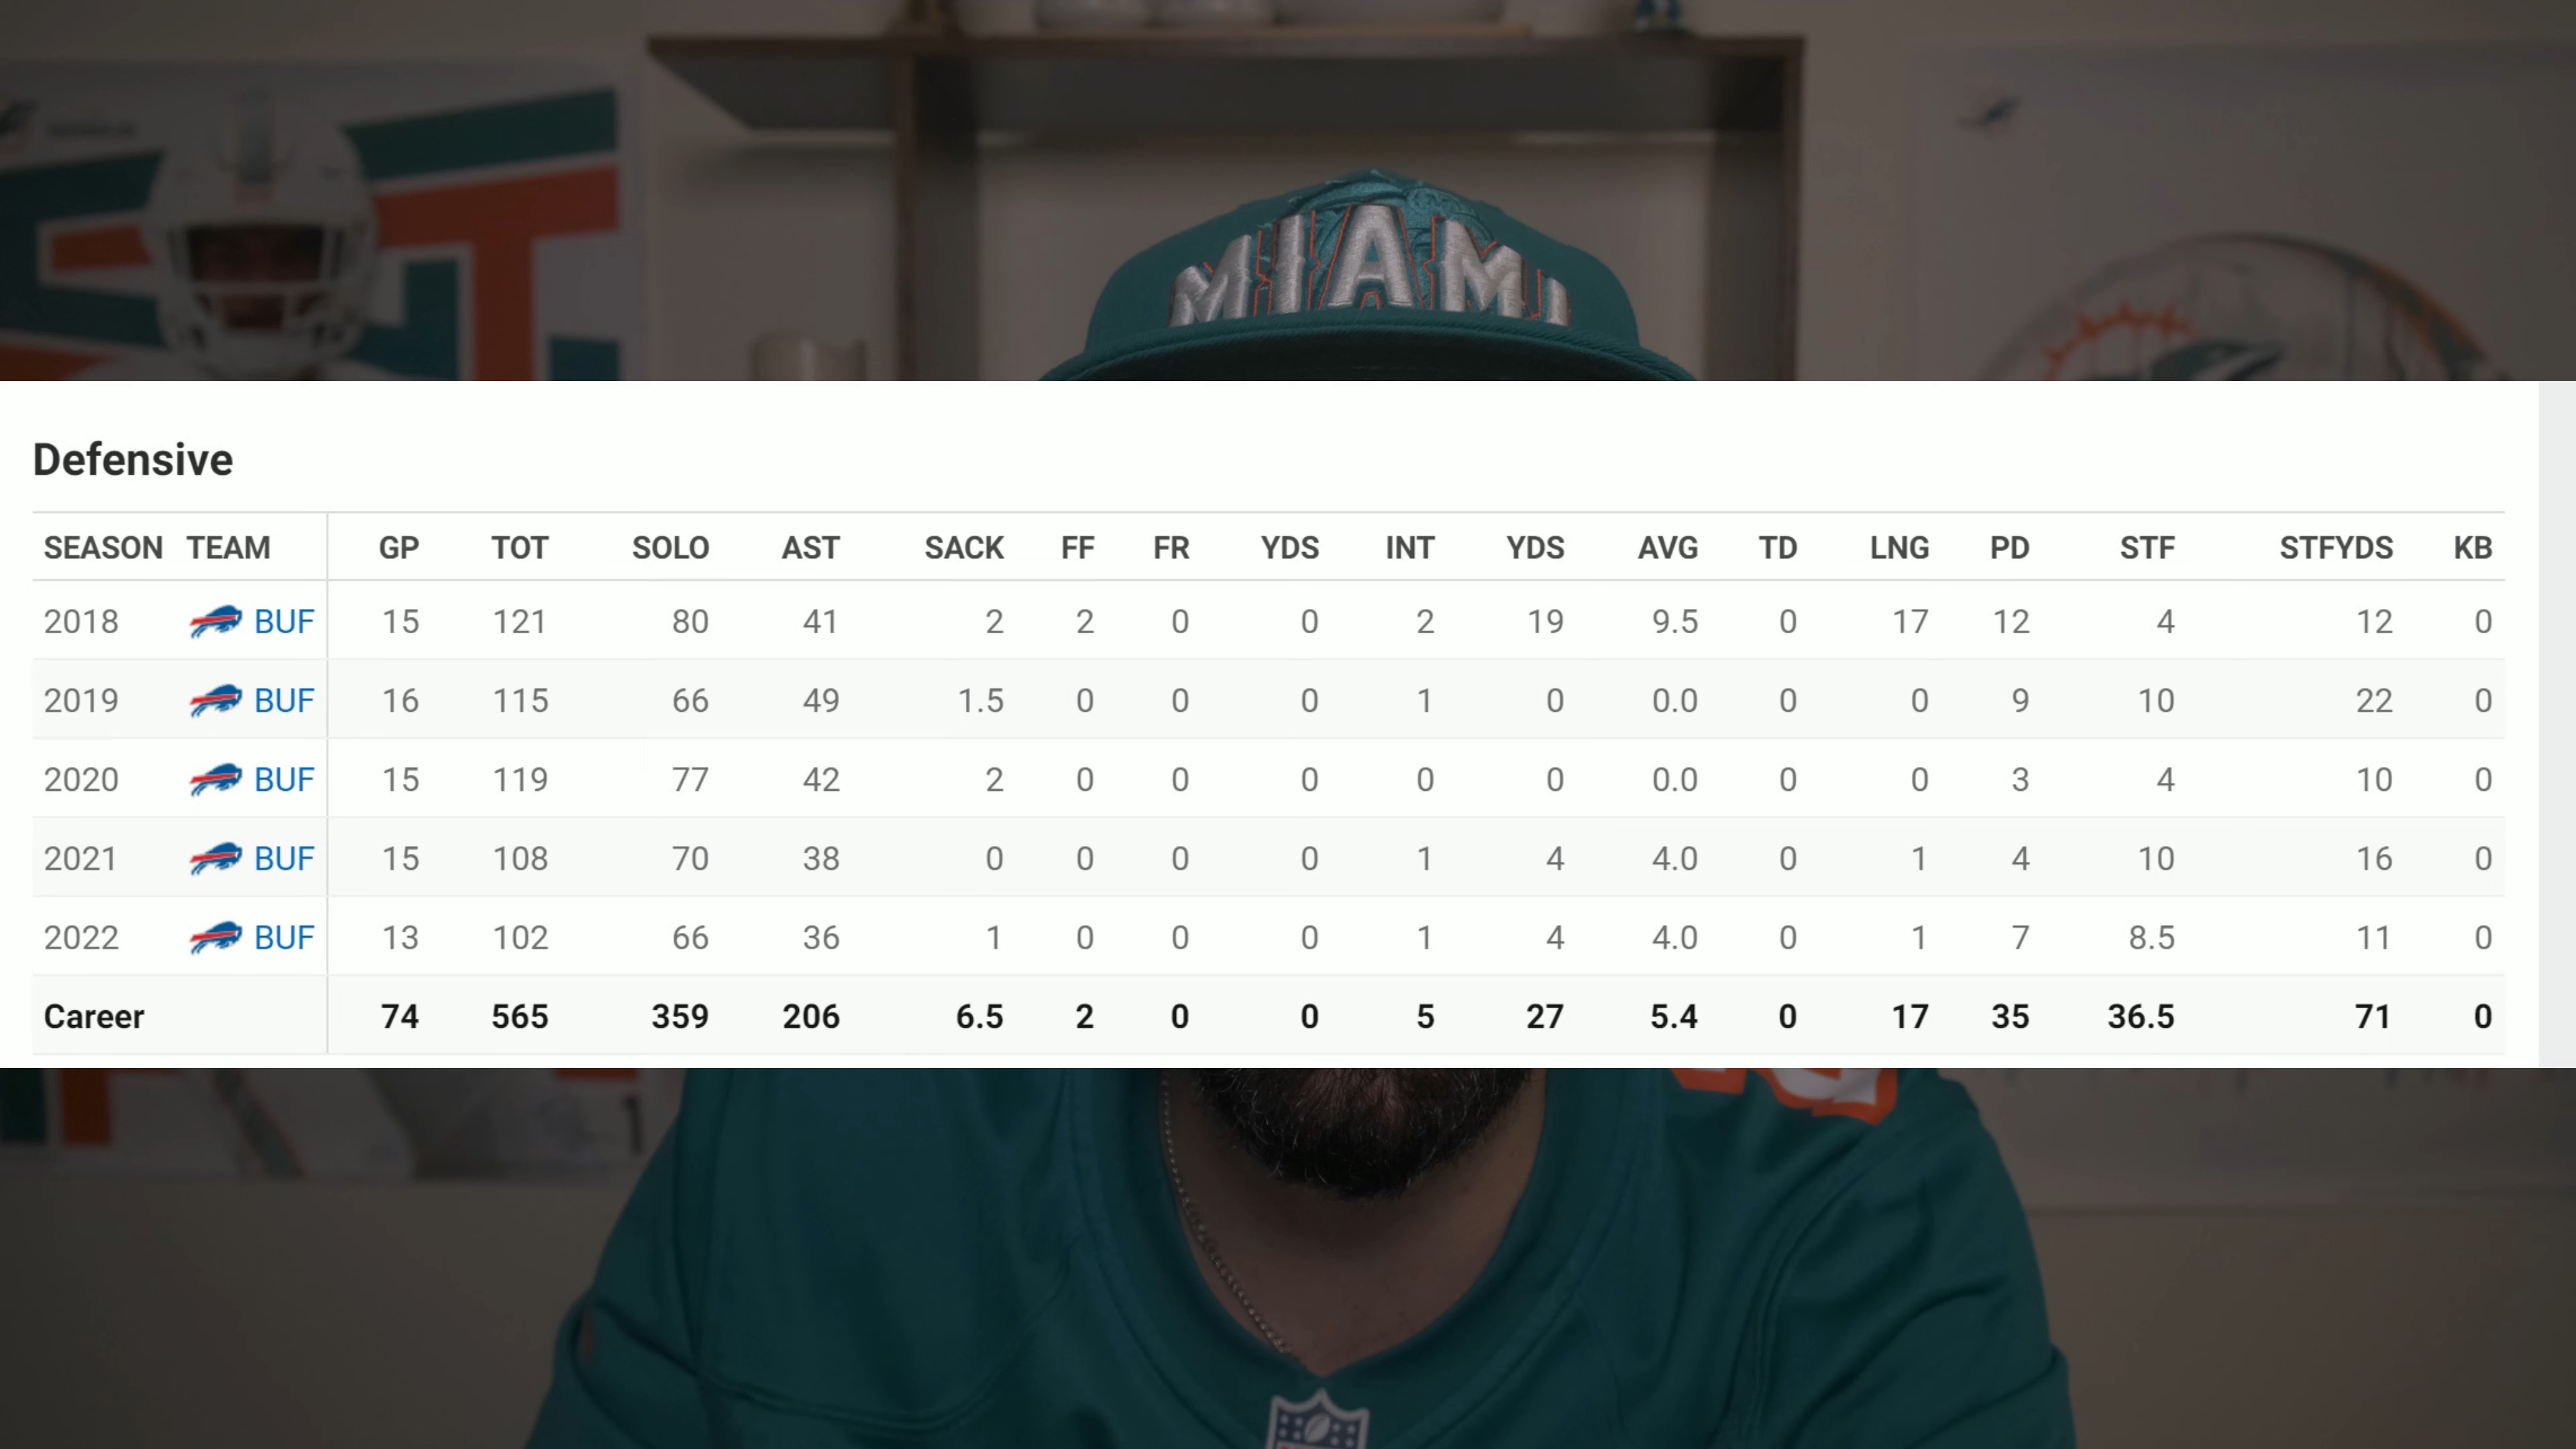 MIAMI
Defensive
SEASON TEAM GP TOT SOLO AST SACK FF FR YDS INT YDS AVG TD LNG PD STF STFYDS KB
2018 BUF 15 121 80 41 2 2 0 0 2 19 9.5 0 17 12 4 12 0
2019 BUF 16 115 66 49 1.5 0 0 0 1 0 0.0 0 0 9 10 22 0
2020 BUF 15 119 77 42 2 0 0 0 0 0 0.0 0 0 3 4 10 0
2021 BUF 15 108 70 38 0 0 0 0 1 4 4.0 0 1 4 10 16 0
2022 BUF 13 102 66 36 1 0 0 0 1 4 4.0 0 1 7 8.5 11 0
Career 74 565 359 206 6.5 2 0 0 5 27 5.4 0 17 35 36.5 71 0